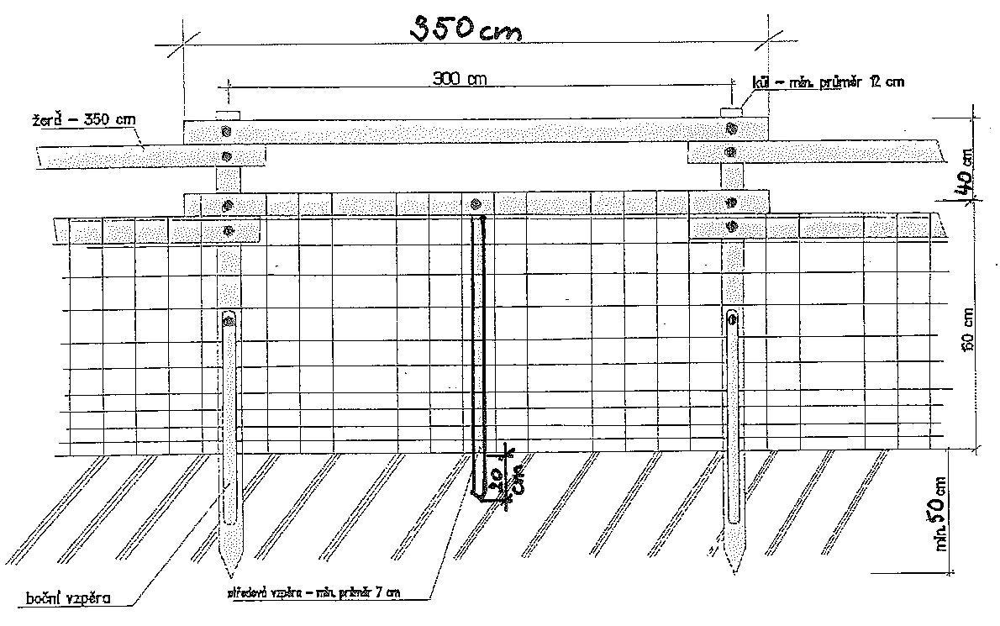 350 cm
300 cm
kůl - min. průměr 12 cm
žerď - 350 cm
40 cm
160 cm
20 cm
min. 50 cm
boční vzpěra
středová vzpěra - min. průměr 7 cm